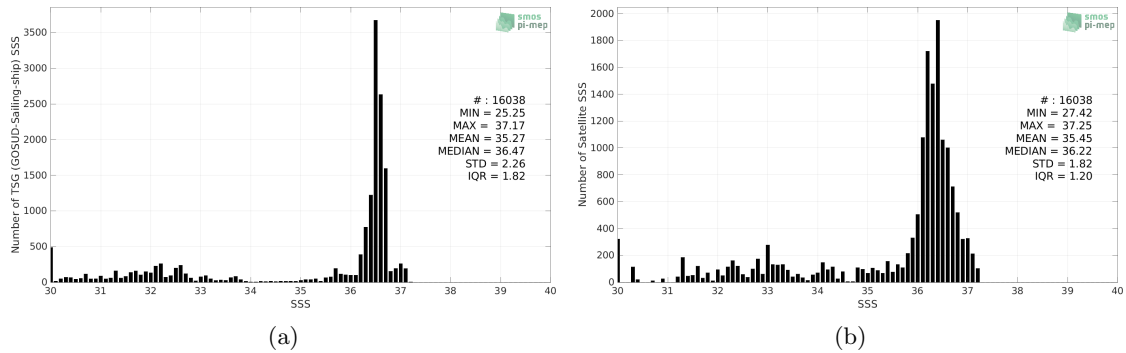 Number of TSG (GOSUD-Sailing-ship) SSS
3500
3000
2500
2000
1500
1000
500
0
30 31 32 33 34 35 36 37 38 39 40
SSS
smos
pi-mep
# : 16038
MIN = 25.25
MAX = 37.17
MEAN = 35.27
MEDIAN = 36.47
STD = 2.26
IQR = 1.82
(a)
Number of Satellite SSS
2000
1800
1600
1400
1200
1000
800
600
400
200
0
30 31 32 33 34 35 36 37 38 39 40
SSS
smos
pi-mep
# : 16038
MIN = 27.42
MAX = 37.25
MEAN = 35.45
MEDIAN = 36.22
STD = 1.82
IQR = 1.20
(b)